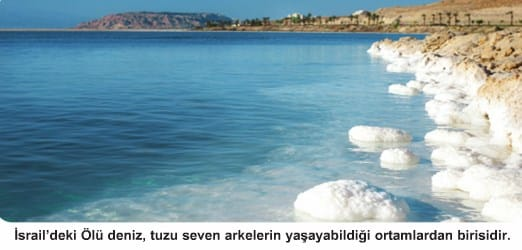 İsrail’deki Ölü deniz, tuzu seven arkelerin yaşayabildiği ortamlardan birisidir.